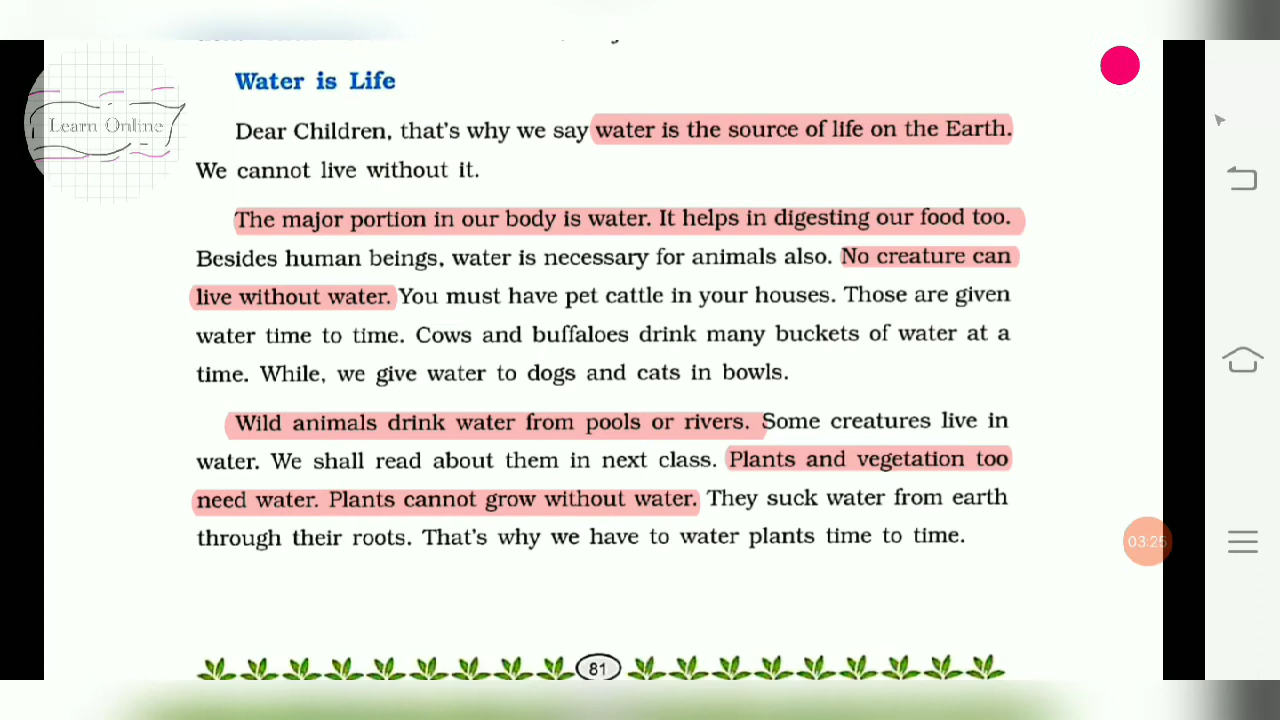 Water is Life
Learn Online
Dear Children, that's why we say water is the source of life on the Earth.
We cannot live without it.
The major portion in our body is water. It helps in digesting our food too.
Besides human beings, water is necessary for animals also. No creature can
live without water. You must have pet cattle in your houses. Those are given
water time to time. Cows and buffaloes drink many buckets of water at a
time. While, we give water to dogs and cats in bowls.
Wild animals drink water from pools or rivers. Some creatures live in
water. We shall read about them in next class. Plants and vegetation too
need water. Plants cannot grow without water. They suck water from earth
through their roots. That's why we have to water plants time to time.
03:25
81